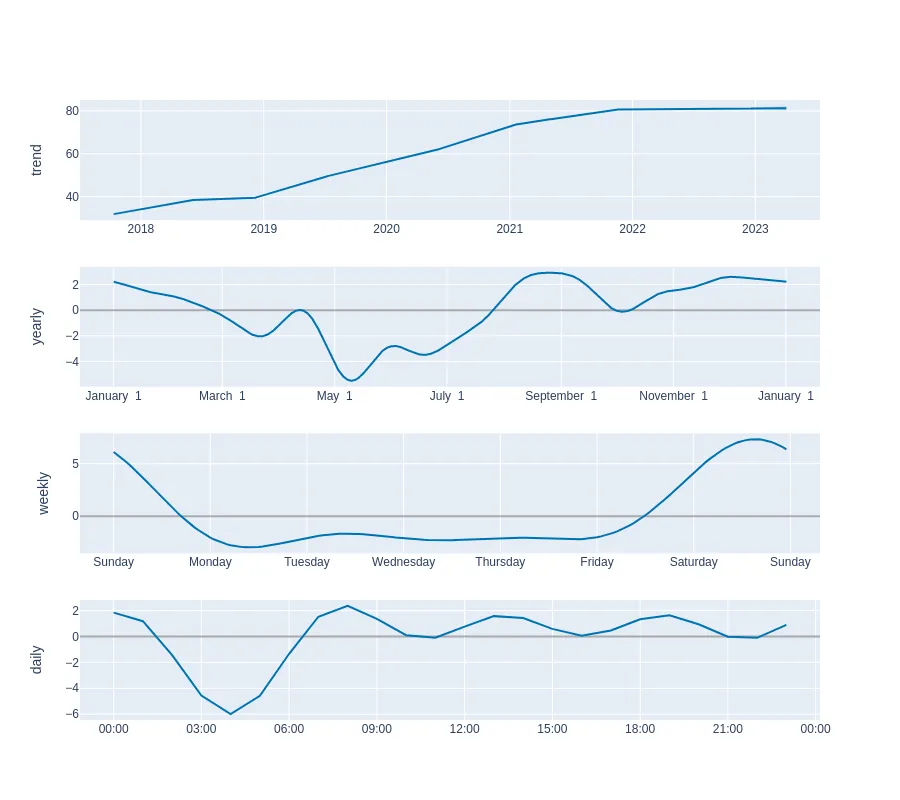 trend
80
60
40
2018 2019 2020 2021 2022 2023
yearly
2
0
−2
−4
January 1 March 1 May 1 July 1 September 1 November 1 January 1
weekly
5
0
Sunday Monday Tuesday Wednesday Thursday Friday Saturday Sunday
daily
2
0
−2
−4
−6
00:00 03:00 06:00 09:00 12:00 15:00 18:00 21:00 00:00